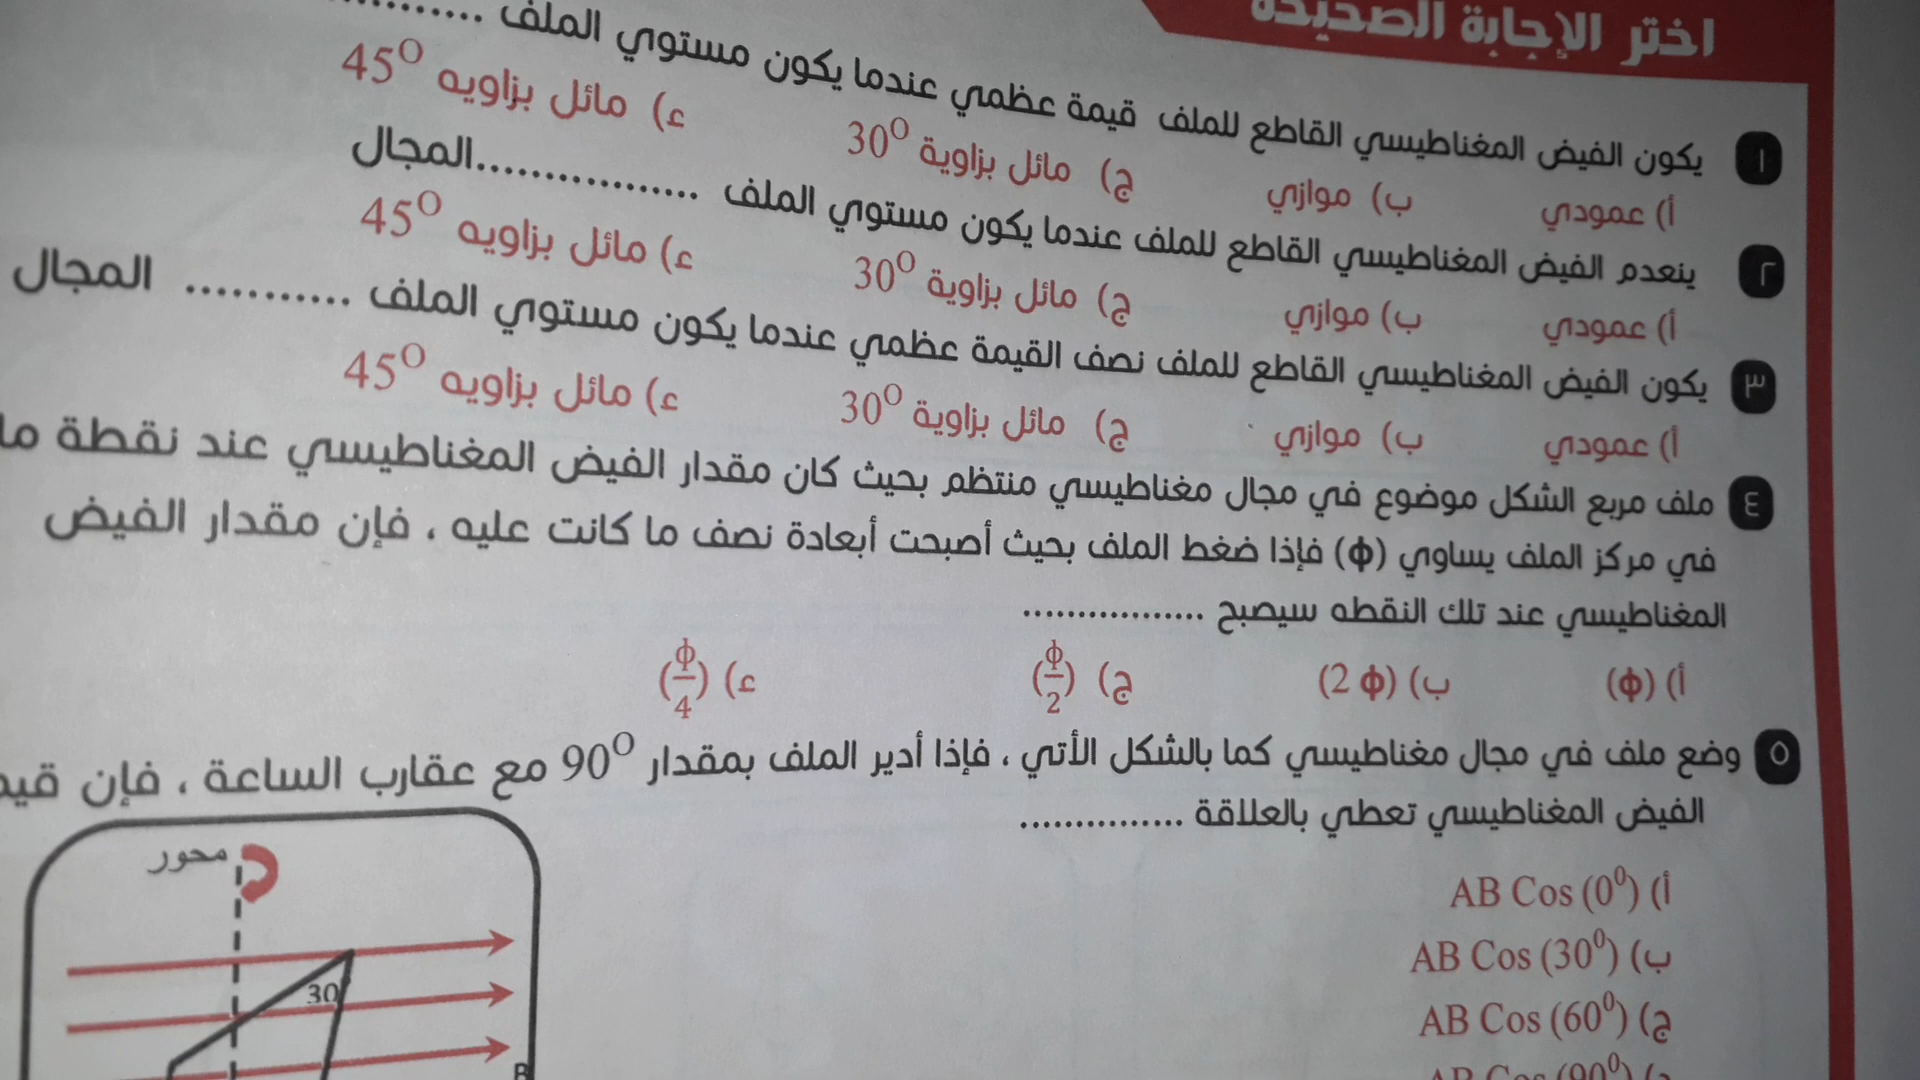 اختر الإجابة الصحيحة
١ يكون الفيض المغناطيسي القاطع للملف قيمة عظمي عندما يكون مستوي الملف ............
أ) عمودي ب) موازي ج) مائل بزاوية 30⁰ ء) مائل بزاويه 45⁰
٢ ينعدم الفيض المغناطيسي القاطع للملف عندما يكون مستوي الملف .................المجال
أ) عمودي ب) موازي ج) مائل بزاوية 30⁰ ء) مائل بزاويه 45⁰
٣ يكون الفيض المغناطيسي القاطع للملف نصف القيمة عظمي عندما يكون مستوي الملف ........... المجال
أ) عمودي ب) موازي ج) مائل بزاوية 30⁰ ء) مائل بزاويه 45⁰
٤ ملف مربع الشكل موضوع في مجال مغناطيسي منتظم بحيث كان مقدار الفيض المغناطيسي عند نقطة ما
في مركز الملف يساوي (ϕ) فإذا ضغط الملف بحيث أصبحت أبعادة نصف ما كانت عليه ، فإن مقدار الفيض
المغناطيسي عند تلك النقطه سيصبح .................
أ) (ϕ) ب) (2 ϕ) ج) (ϕ/2) ء) (ϕ/4)
٥ وضع ملف في مجال مغناطيسي كما بالشكل الأتي ، فإذا أدير الملف بمقدار 90⁰ مع عقارب الساعة ، فإن
الفيض المغناطيسي تعطي بالعلاقة ...............
أ) AB Cos (0⁰)
ب) AB Cos (30⁰)
ج) AB Cos (60⁰)
AB Cos (90⁰)
محور
30
B